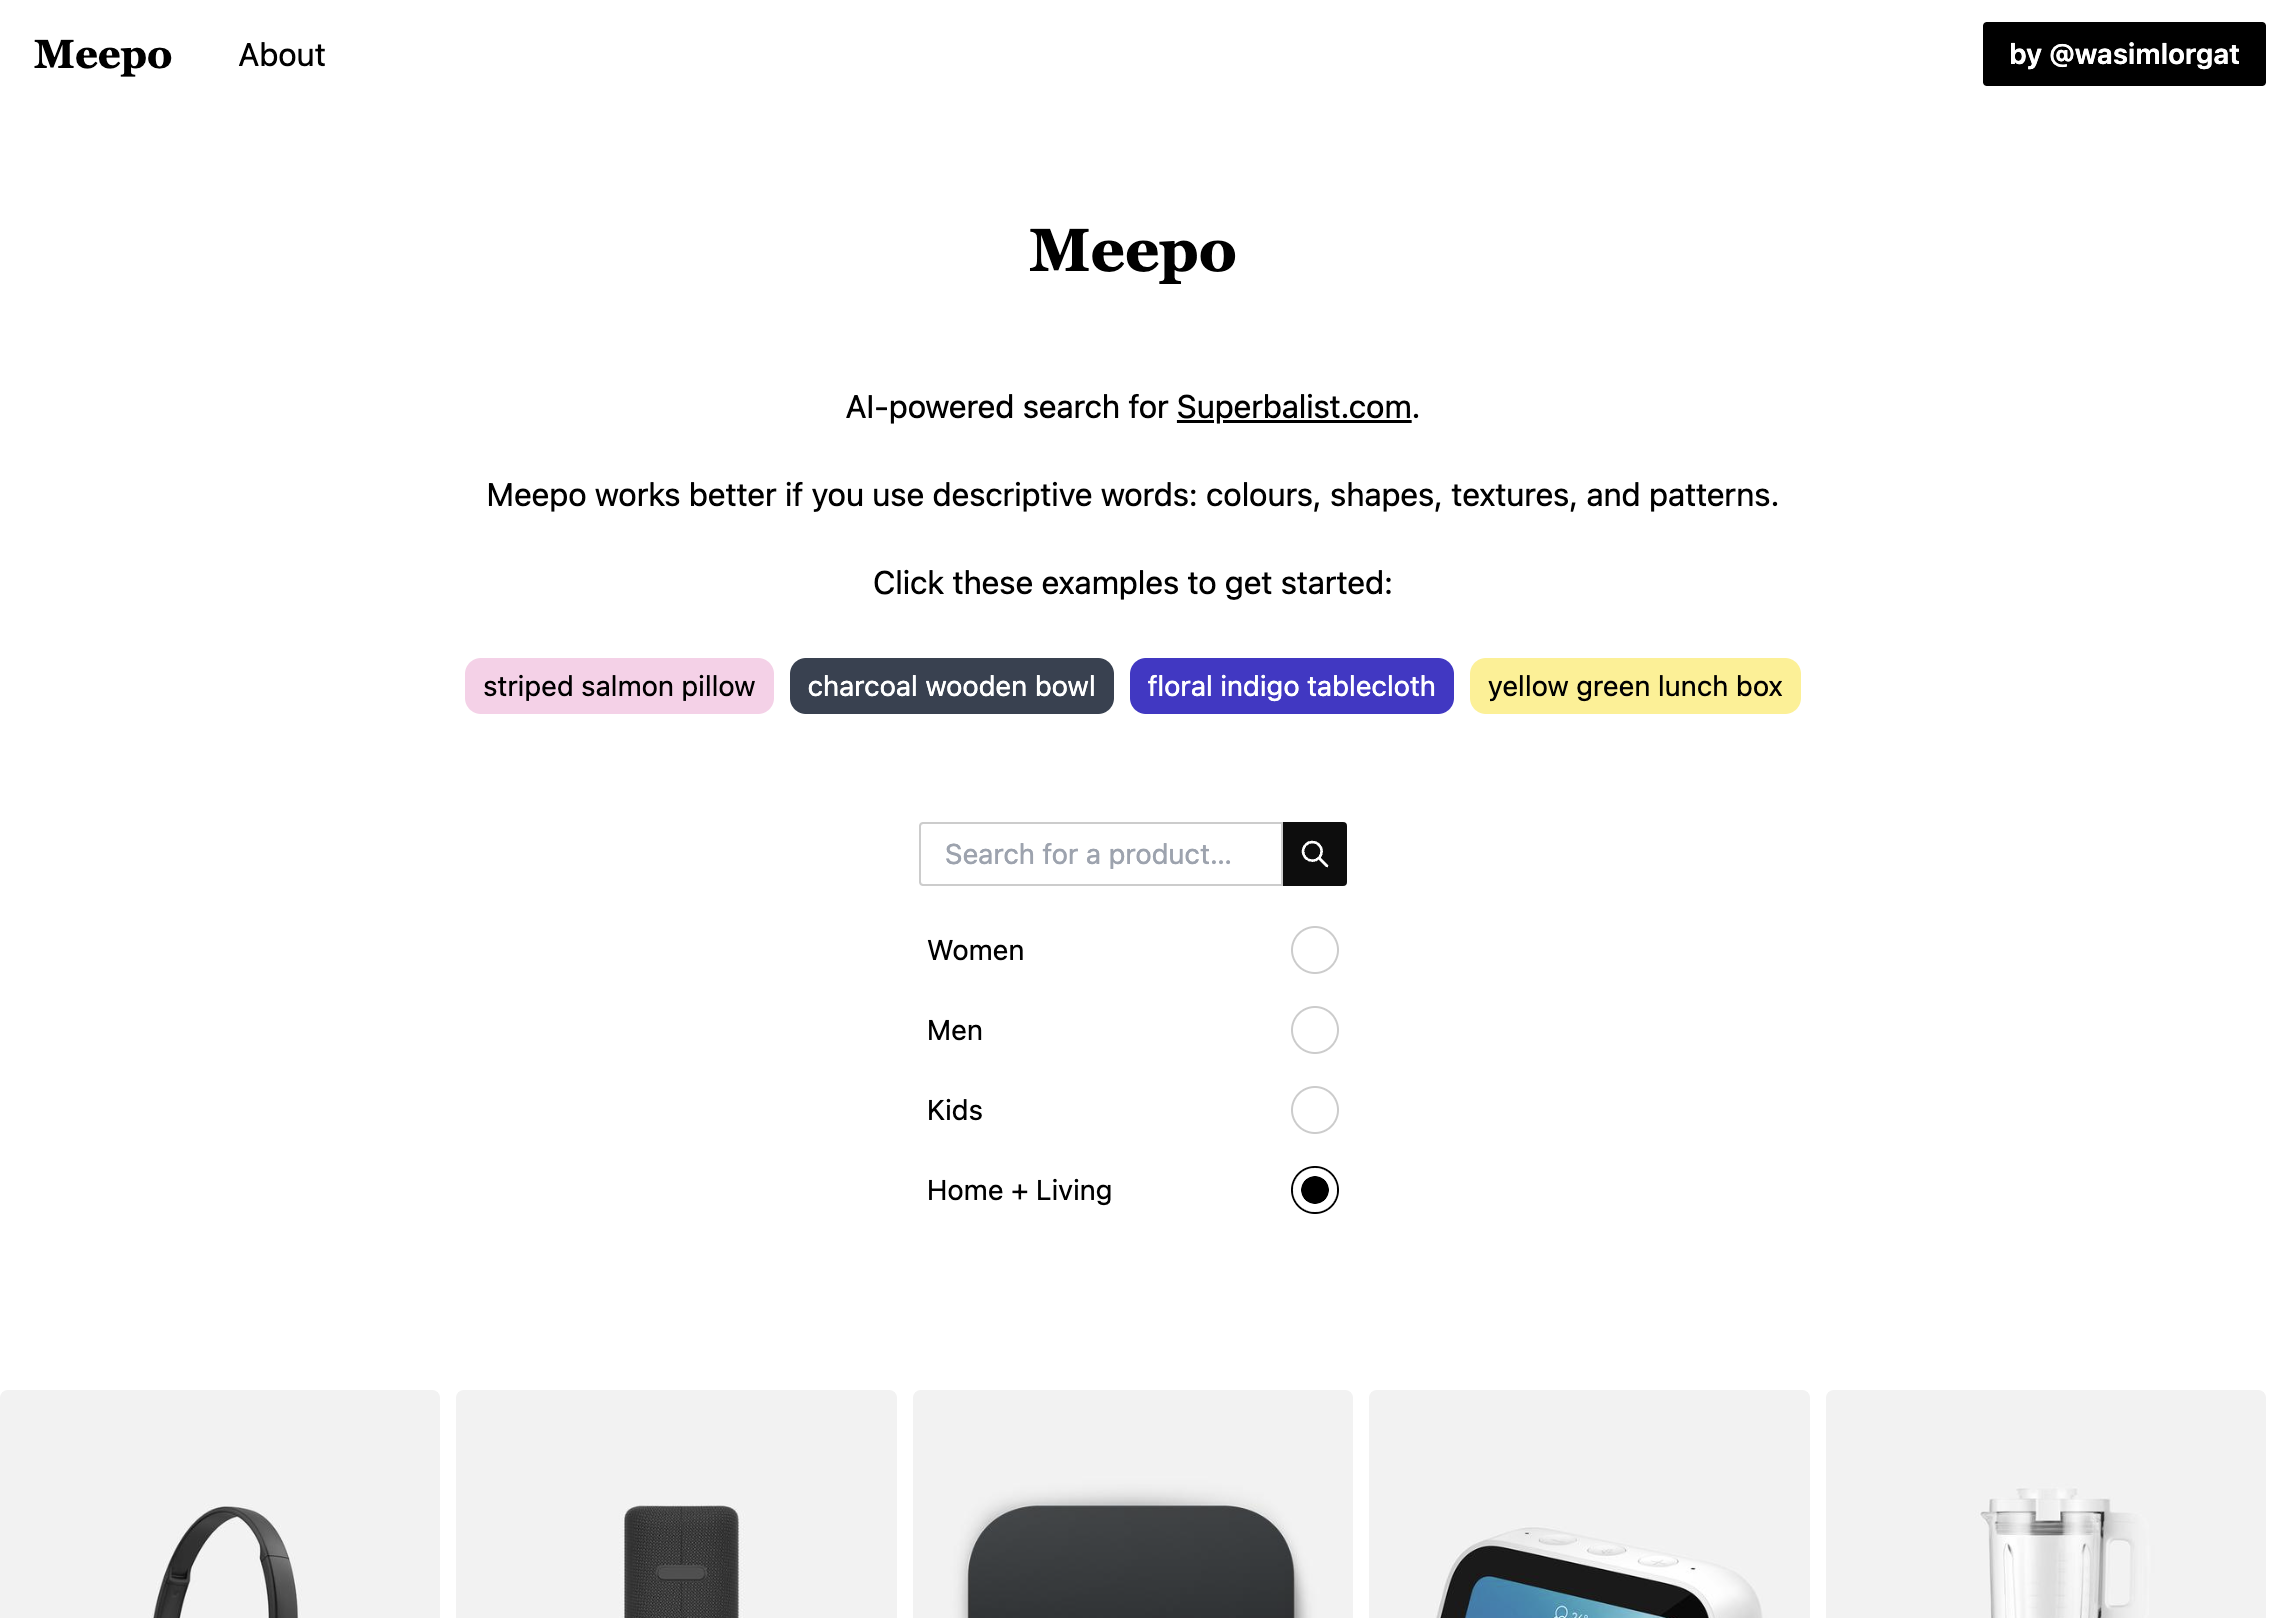 Meepo
About
by @wasimlorgat
Meepo
AI-powered search for Superbalist.com.
Meepo works better if you use descriptive words: colours, shapes, textures, and patterns.
Click these examples to get started:
striped salmon pillow
charcoal wooden bowl
floral indigo tablecloth
yellow green lunch box
Search for a product...
Women
Men
Kids
Home + Living